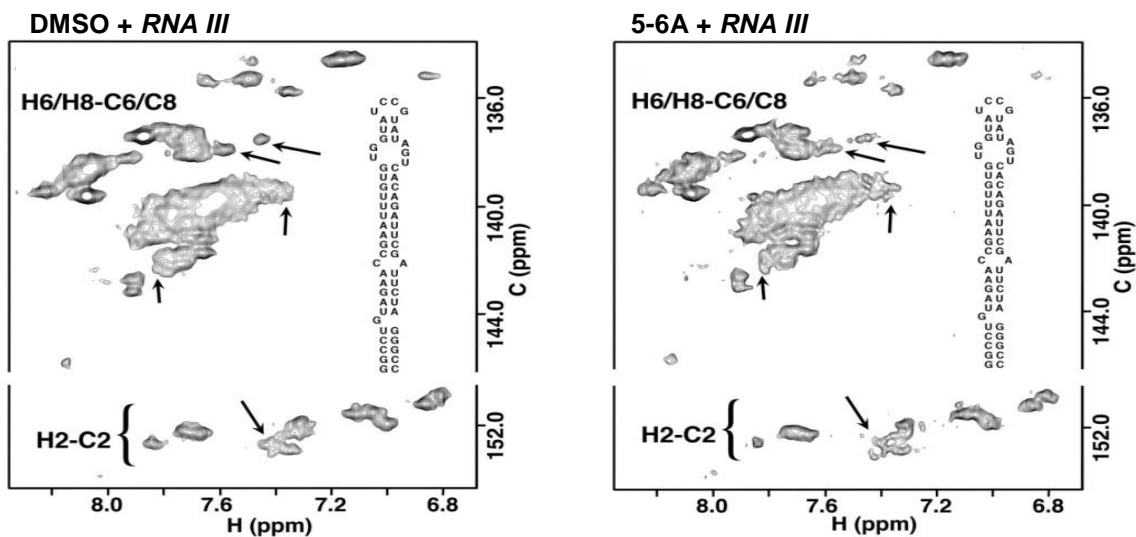 DMSO + RNA III
H6/H8-C6/C8
H2-C2
136.0
140.0
144.0
152.0
C (ppm)
8.0 7.6 7.2 6.8
H (ppm)
5-6A + RNA III
H6/H8-C6/C8
H2-C2
136.0
140.0
144.0
152.0
C (ppm)
8.0 7.6 7.2 6.8
H (ppm)